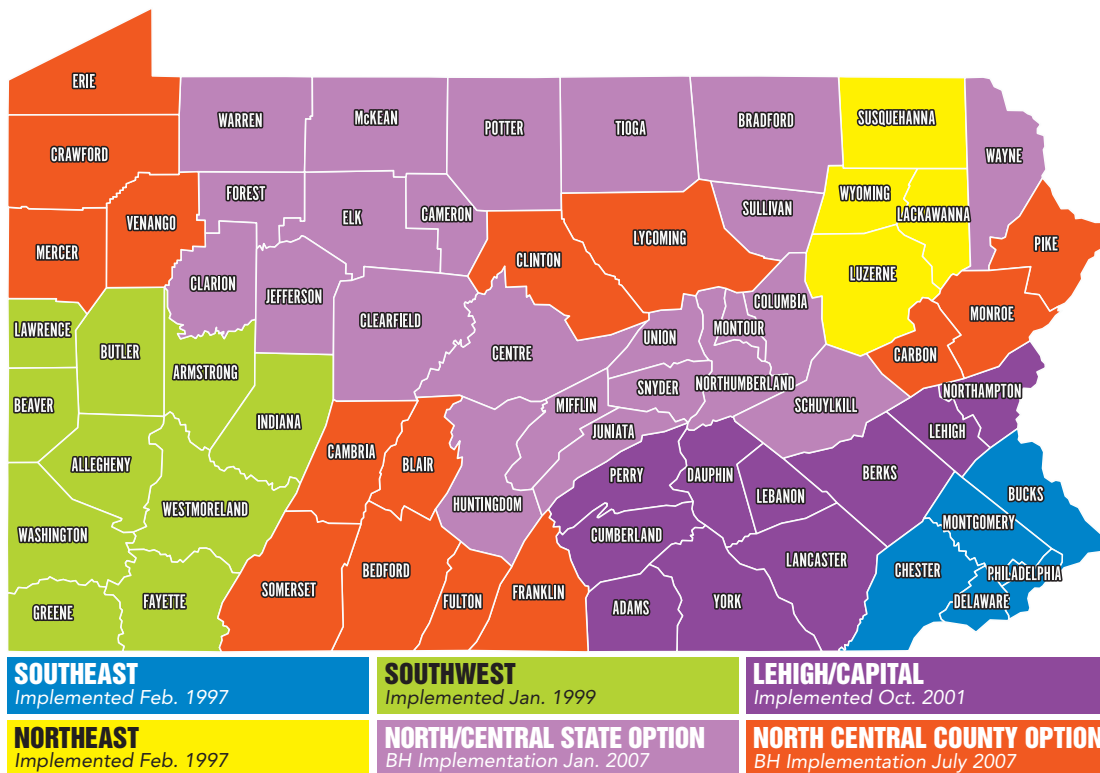 ERIE
WARREN
McKEAN
POTTER
TIOGA
BRADFORD
SUSQUEHANNA
WAYNE
CRAWFORD
FOREST
ELK
CAMERON
SULLIVAN
WYOMING
LACKAWANNA
MERCER
VENANGO
CLARION
JEFFERSON
CLINTON
LYCOMING
LUZERNE
PIKE
LAWRENCE
BUTLER
ARMSTRONG
CLEARFIELD
CENTRE
UNION
MONTOUR
COLUMBIA
CARBON
MONROE
BEAVER
INDIANA
MIFFLIN
SNYDER
NORTHUMBERLAND
SCHUYLKILL
NORTHAMPTON
LEHIGH
ALLEGHENY
CAMBRIA
BLAIR
JUNIATA
PERRY
DAUPHIN
LEBANON
BERKS
BUCKS
WASHINGTON
WESTMORELAND
HUNTINGDOM
CUMBERLAND
LANCASTER
MONTGOMERY
CHESTER
PHILADELPHIA
DELAWARE
GREENE
FAYETTE
SOMERSET
BEDFORD
FULTON
FRANKLIN
ADAMS
YORK
SOUTHEAST
Implemented Feb. 1997
SOUTHWEST
Implemented Jan. 1999
LEHIGH/CAPITAL
Implemented Oct. 2001
NORTHEAST
Implemented Feb. 1997
NORTH/CENTRAL STATE OPTION
BH Implementation Jan. 2007
NORTH CENTRAL COUNTY OPTION
BH Implementation July 2007